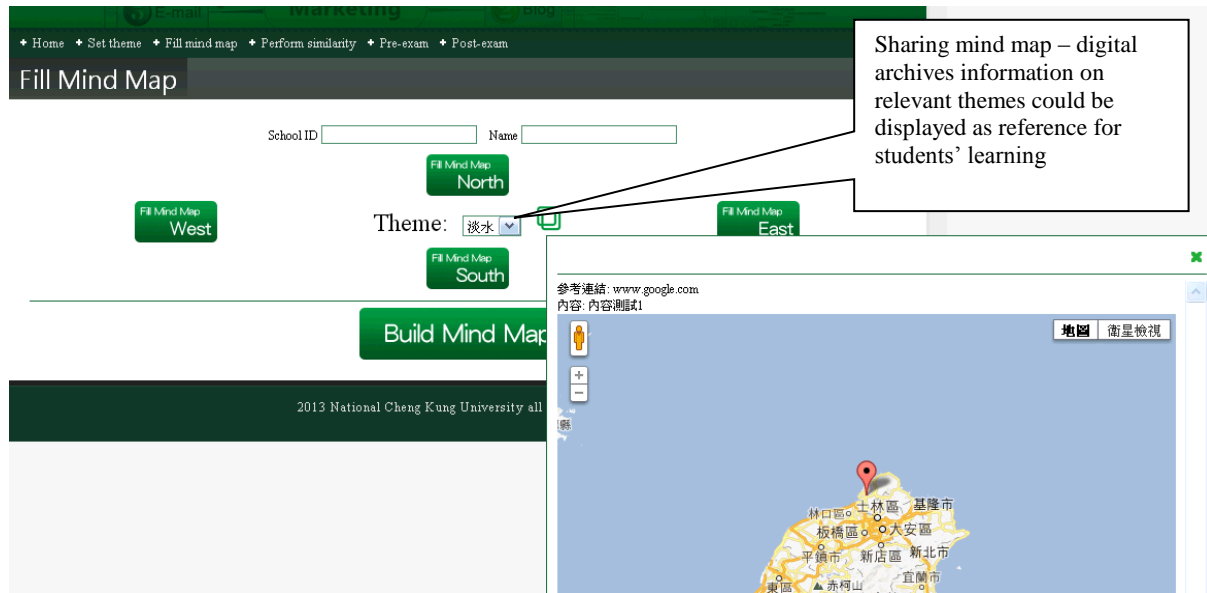 E-mail Marketing Blog
Home Set theme Fill mind map Perform similarity Pre-exam Post-exam
Fill Mind Map
Sharing mind map – digital
archives information on
relevant themes could be
displayed as reference for
students’ learning
School ID Name
Fill Mind Map
North
Fill Mind Map
West
Theme: 淡水
Fill Mind Map
East
Fill Mind Map
South
Build Mind Map
2013 National Cheng Kung University all
參考連結: www.google.com
內容: 內容測試1
地圖 衛星檢視
林口區 士林區 基隆市
板橋區 大安區
平鎮市 新店區 新北市
東區 赤柯山 宜蘭市